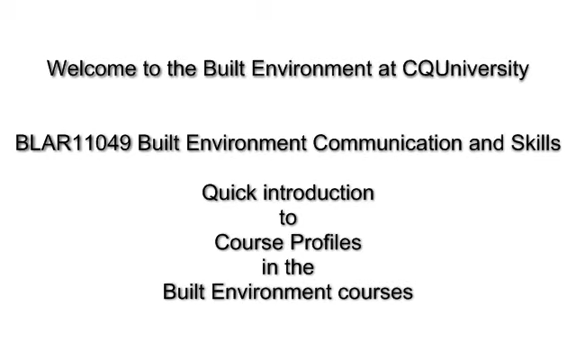 Welcome to the Built Environment at CQUniversity
BLAR11049 Built Environment Communication and Skills
Quick introduction
to
Course Profiles
in the
Built Environment courses